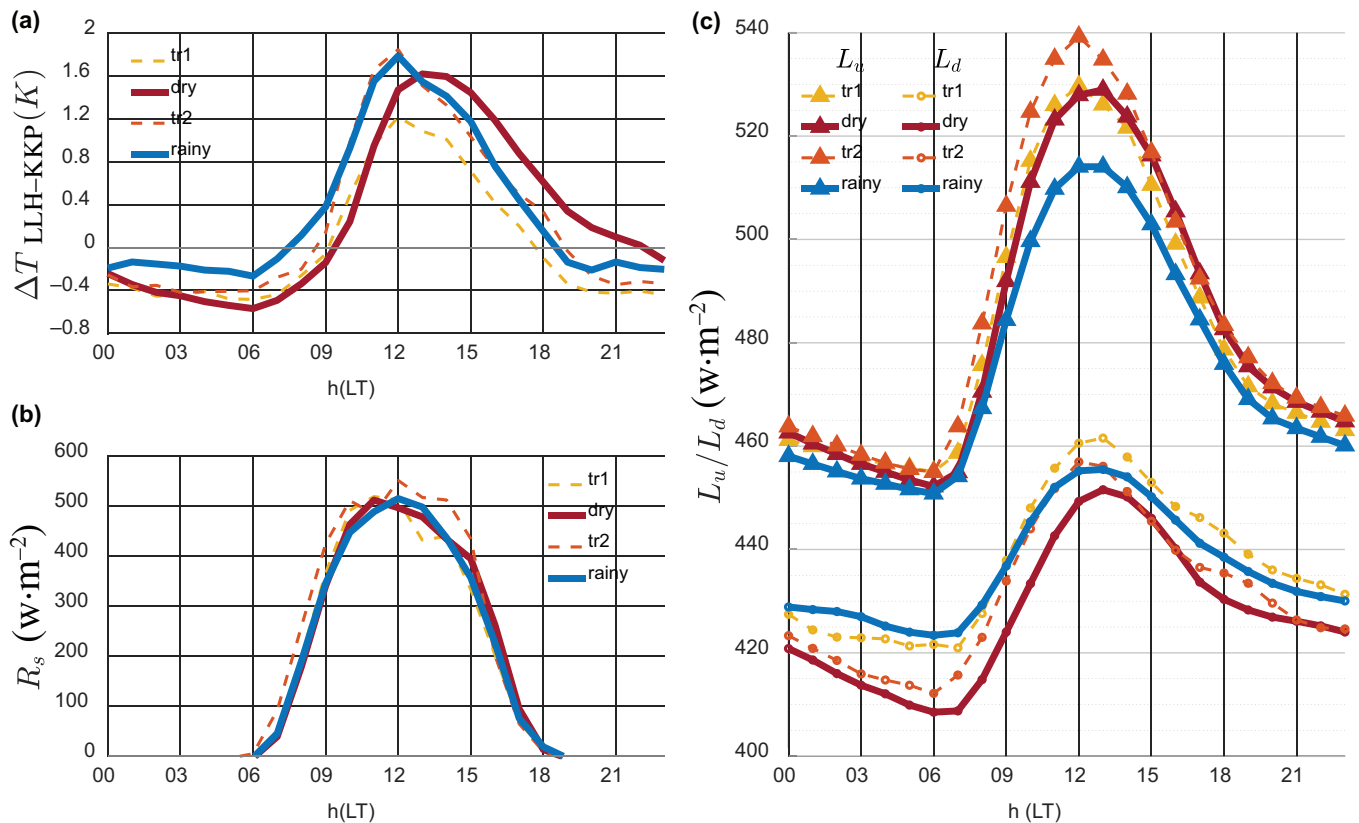 (a)
2
1.6
1.2
0.8
0.4
0
−0.4
−0.8
ΔT LLH−KKP(K)
tr1
dry
tr2
rainy
00 03 06 09 12 15 18 21
h(LT)
(b)
600
500
400
300
200
100
0
R_s (w·m⁻²)
tr1
dry
tr2
rainy
00 03 06 09 12 15 18 21
h(LT)
(c)
540
520
500
480
460
440
420
400
L_u/L_d (w·m⁻²)
L_u L_d
tr1 tr1
dry dry
tr2 tr2
rainy rainy
00 03 06 09 12 15 18 21
h (LT)